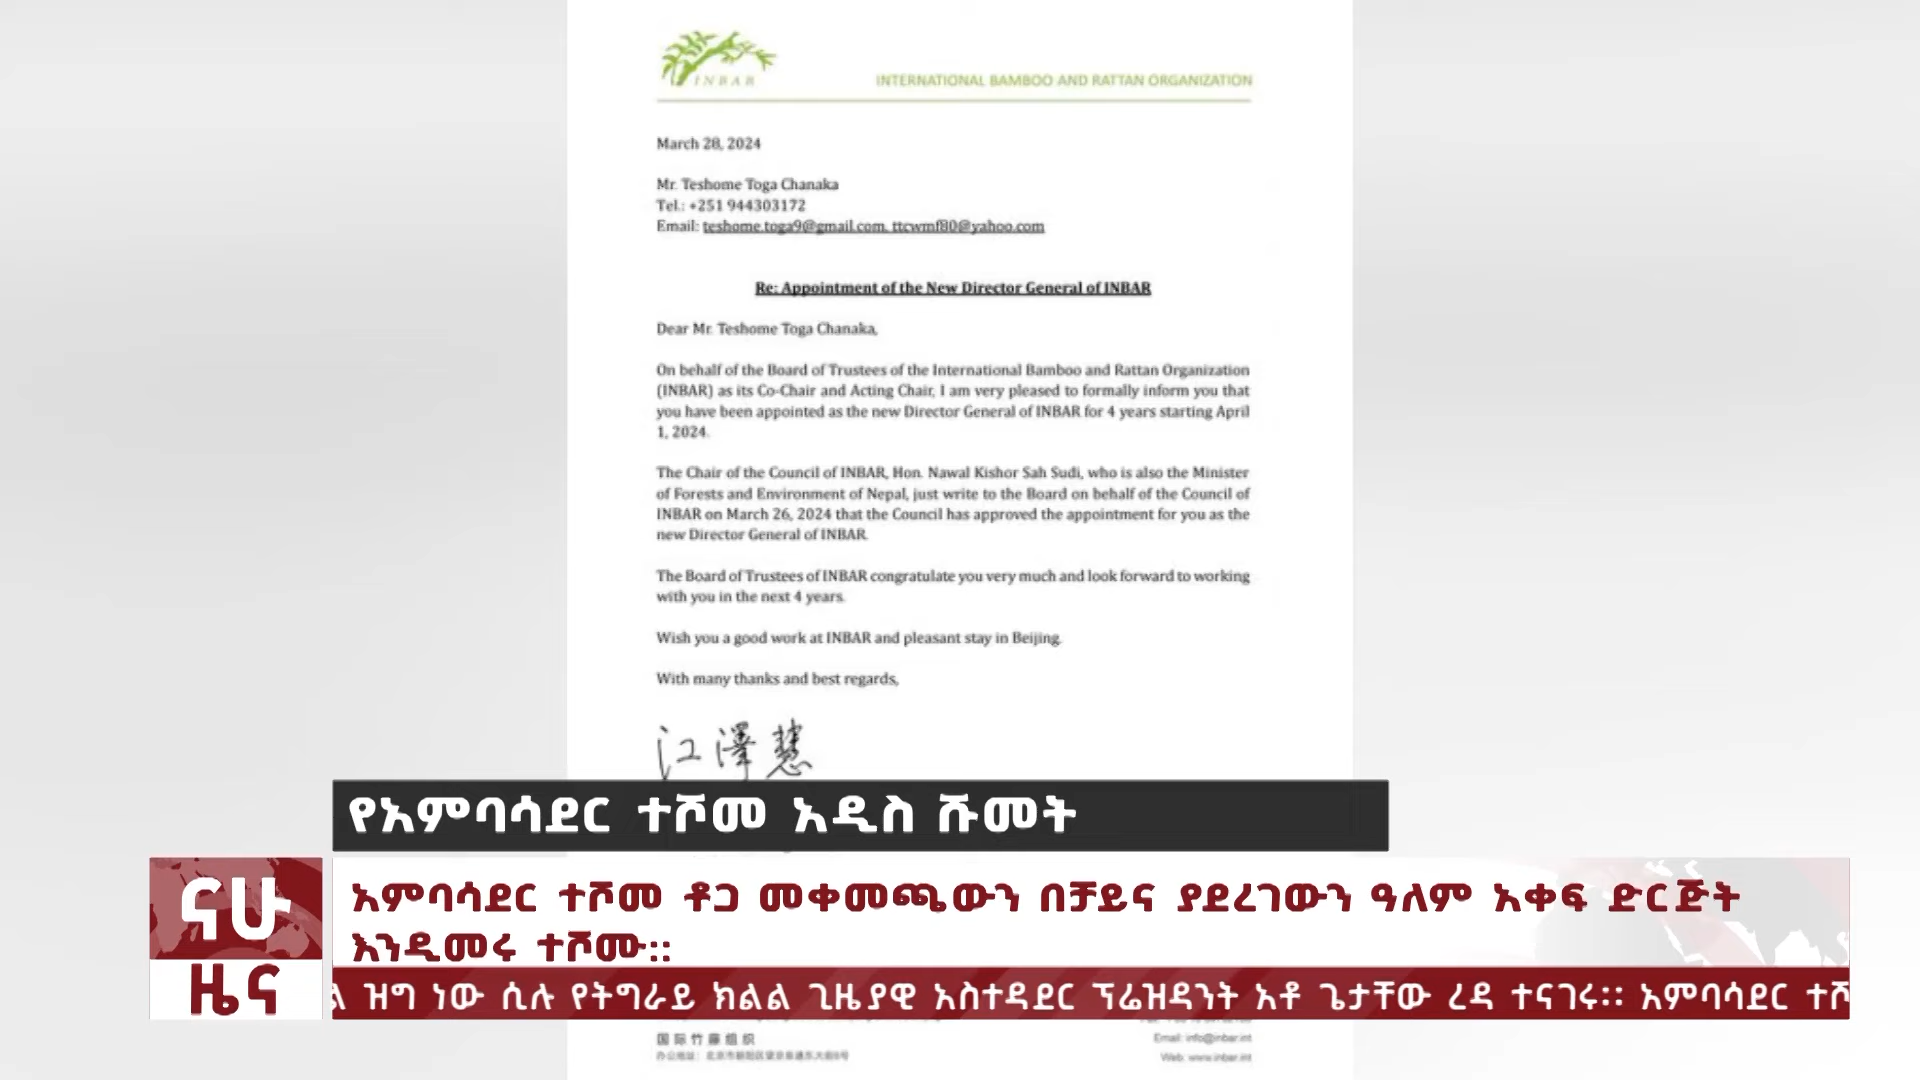 INBAR
INTERNATIONAL BAMBOO AND RATTAN ORGANIZATION
March 28, 2024
Mr. Teshome Toga Chanaka
Tel.: +251 944303172
Email: teshome.toga9@gmail.com, ttcwmf80@yahoo.com
Re: Appointment of the New Director General of INBAR
Dear Mr. Teshome Toga Chanaka,
On behalf of the Board of Trustees of the International Bamboo and Rattan Organization
(INBAR) as its Co-Chair and Acting Chair, I am very pleased to formally inform you that
you have been appointed as the new Director General of INBAR for 4 years starting April
1, 2024.
The Chair of the Council of INBAR, Hon. Nawal Kishor Sah Sudi, who is also the Minister
of Forests and Environment of Nepal, just write to the Board on behalf of the Council of
INBAR on March 26, 2024 that the Council has approved the appointment for you as the
new Director General of INBAR.
The Board of Trustees of INBAR congratulate you very much and look forward to working
with you in the next 4 years.
Wish you a good work at INBAR and pleasant stay in Beijing.
With many thanks and best regards,
江澤慧
የአምባሳደር ተሾመ አዲስ ሹመት
ናሁ
ዜና
አምባሳደር ተሾመ ቶጋ መቀመጫውን በቻይና ያደረገውን ዓለም አቀፍ ድርጅት
እንዲመሩ ተሾሙ።
ል ዝግ ነው ሲሉ የትግራይ ክልል ጊዜያዊ አስተዳደር ፕሬዝዳንት አቶ ጌታቸው ረዳ ተናገሩ። አምባሳደር ተሾ
国际竹藤组织
Email: info@inbar.int
Web: www.inbar.int